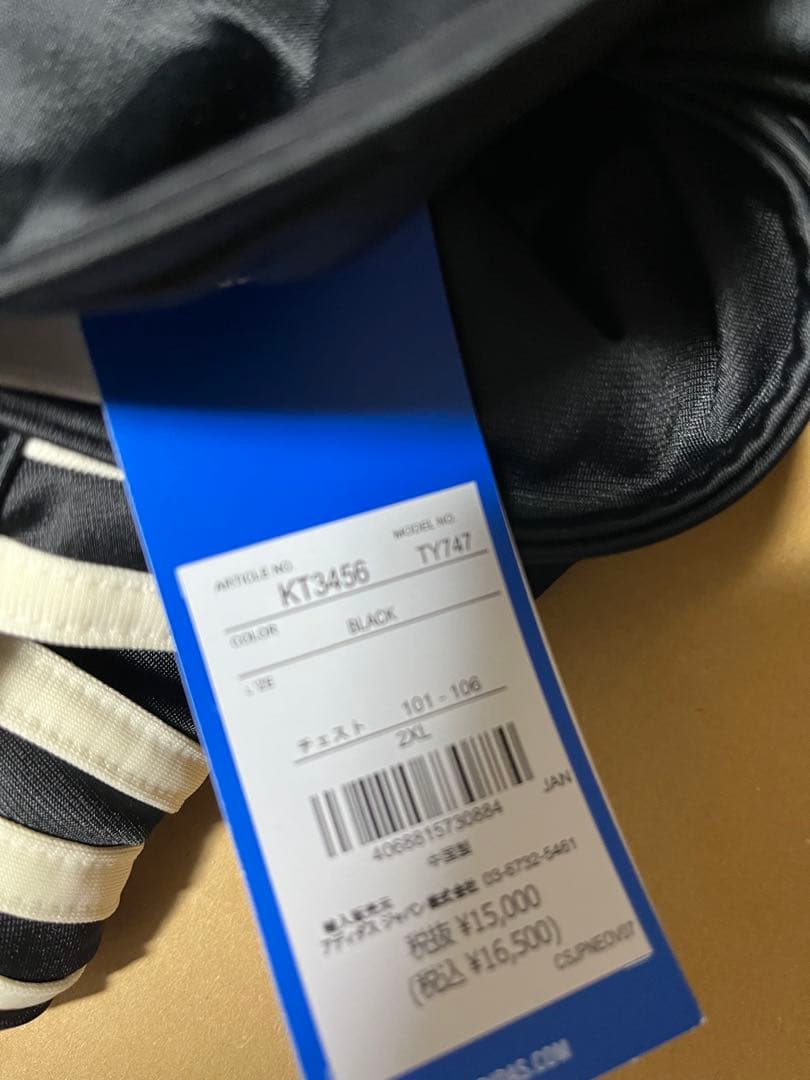 ARTICLE NO. MODEL NO.
KT3456 TY747
COLOR BLACK
チェスト 101 - 106
2XL
JAN
4068815730884
中国製
輸入販売元
アディダス ジャパン 株式会社 03-6732-5461
税抜 ¥15,000
(税込 ¥16,500)
CSJPNEOV07